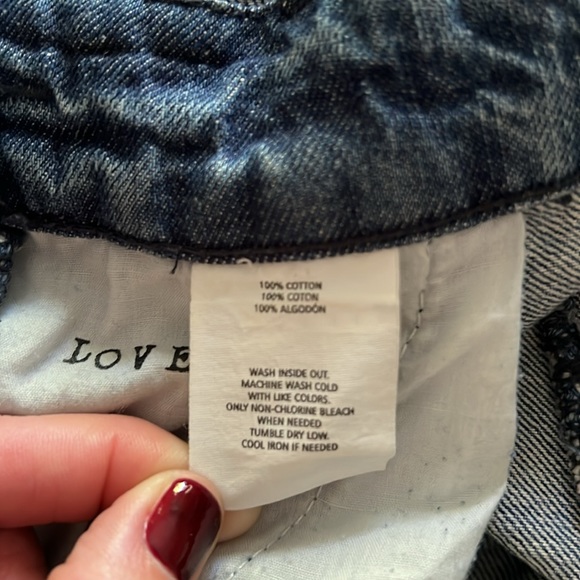 100% COTTON
100% COTON
100% ALGODÓN
LOVE
WASH INSIDE OUT.
MACHINE WASH COLD
WITH LIKE COLORS.
ONLY NON-CHLORINE BLEACH
WHEN NEEDED
TUMBLE DRY LOW.
COOL IRON IF NEEDED